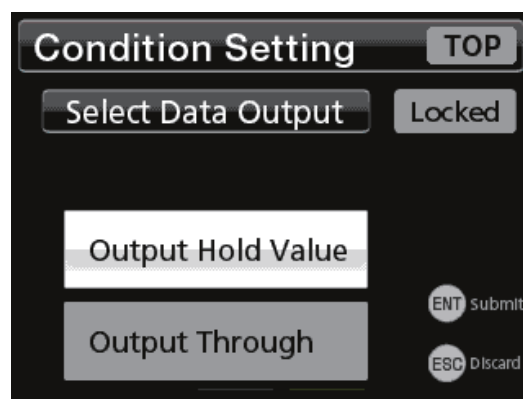 Condition Setting TOP
Select Data Output Locked
Output Hold Value
ENT Submit
Output Through
ESC Discard